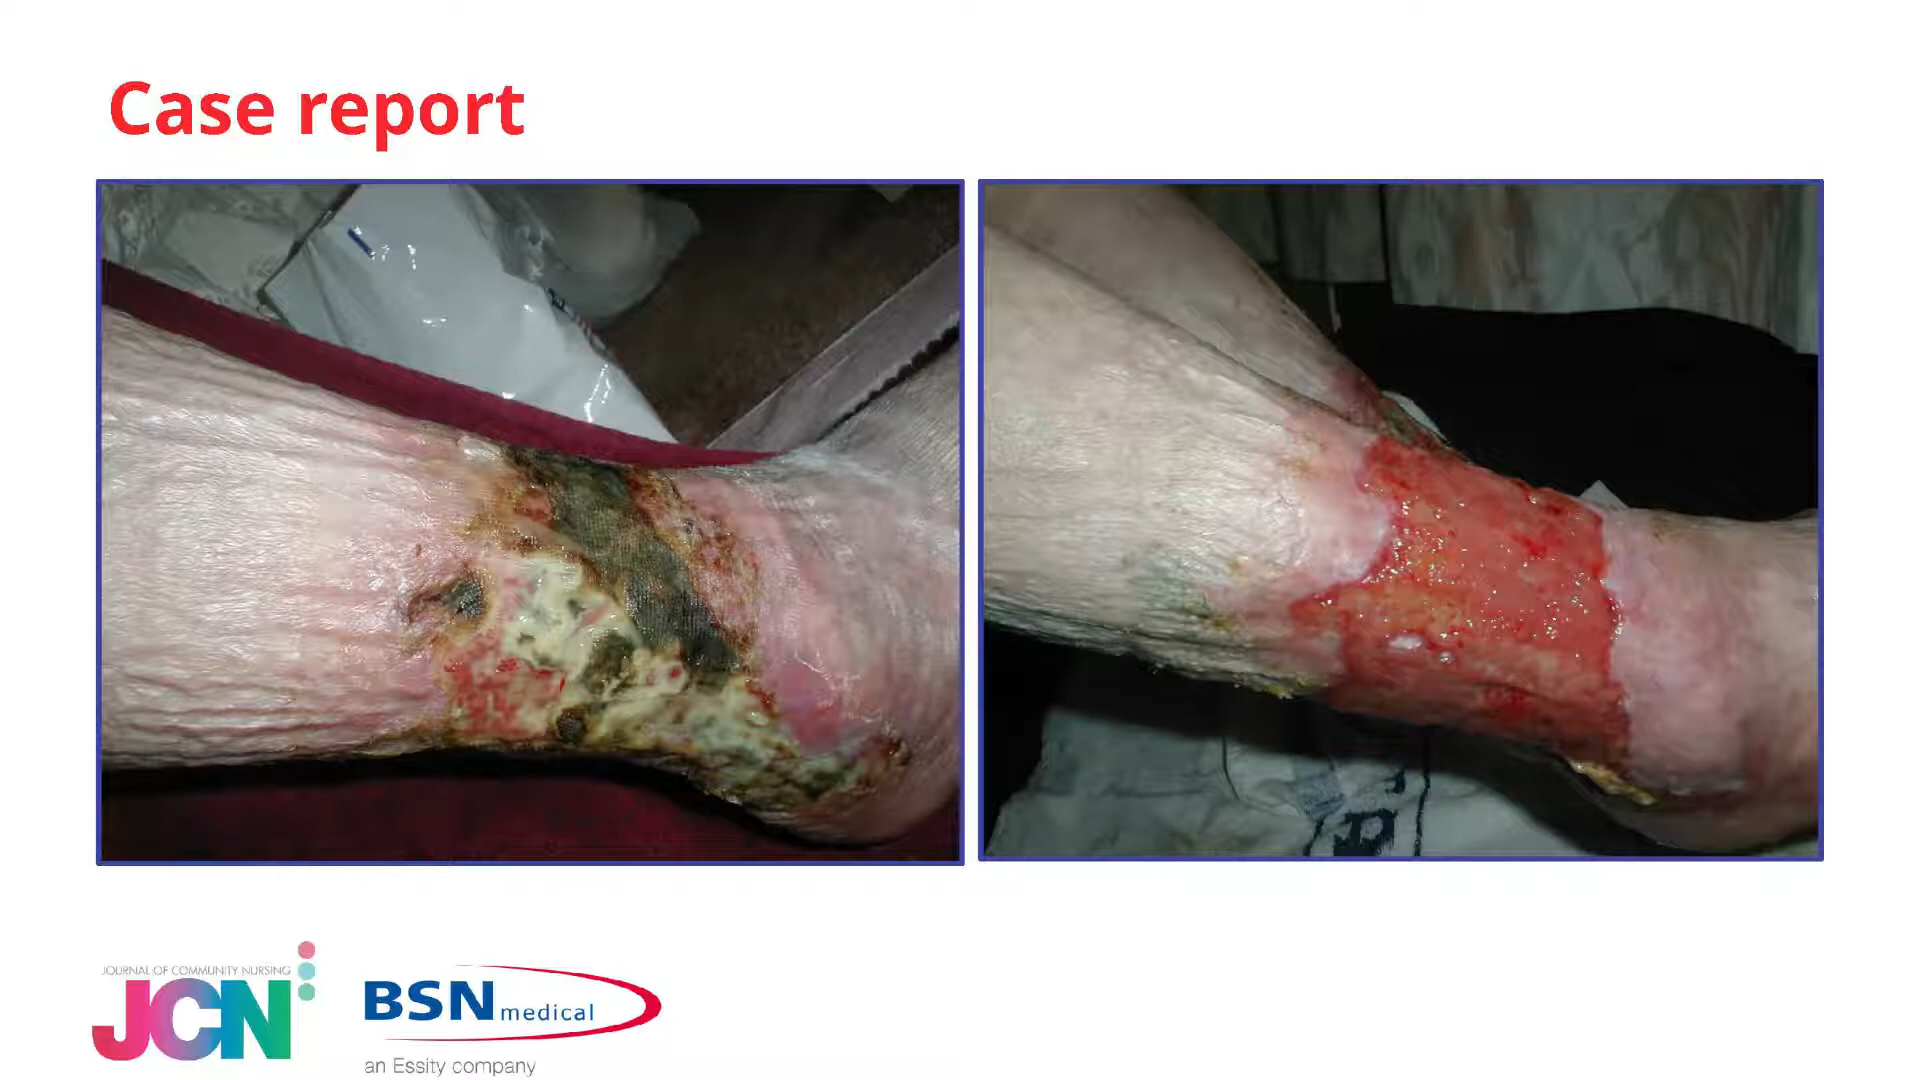 Case report
JOURNAL OF COMMUNITY NURSING
JCN
BSN medical
an Essity company